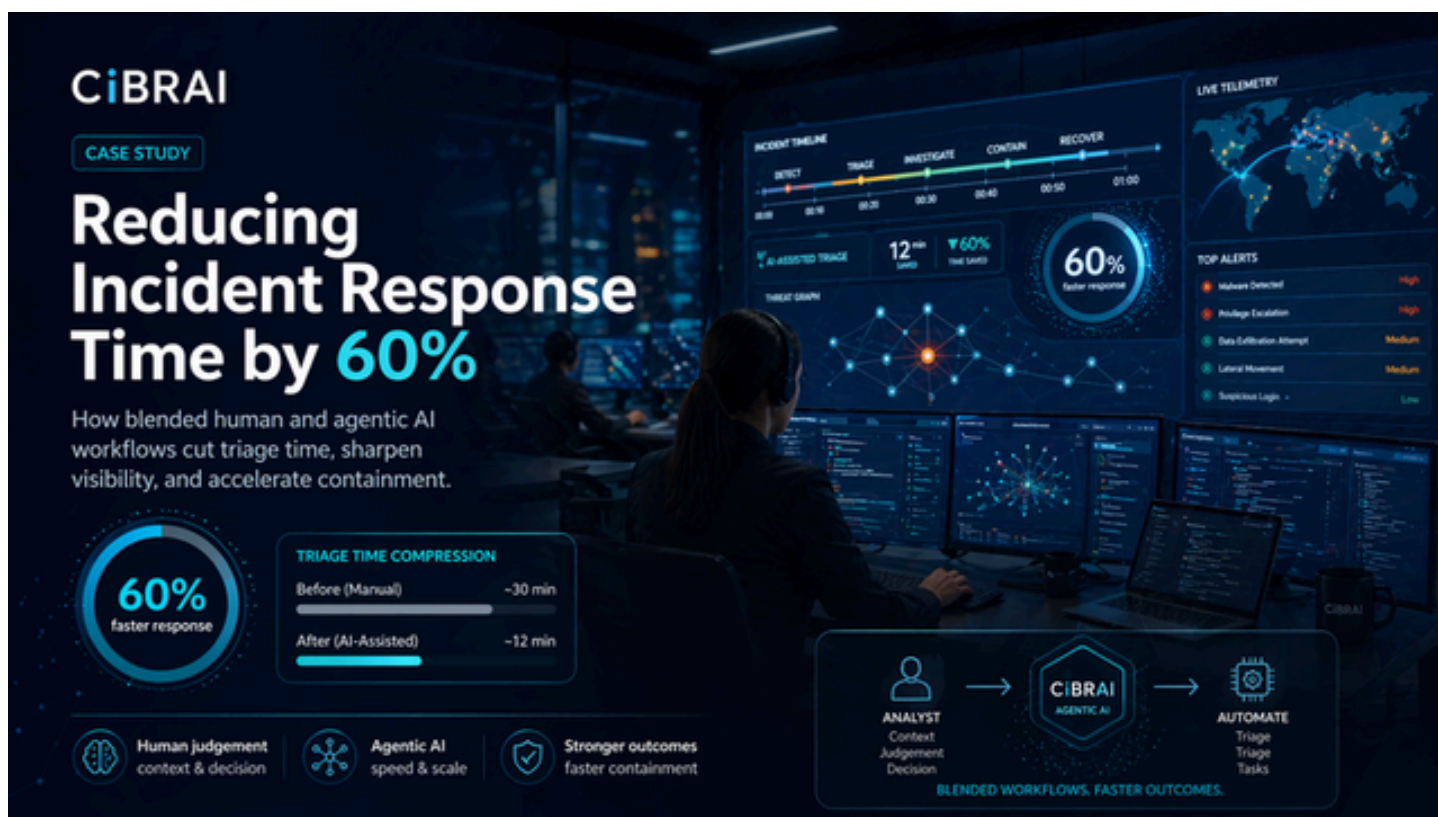 CiBRAI
CASE STUDY
Reducing
Incident Response
Time by 60%
How blended human and agentic AI
workflows cut triage time, sharpen
visibility, and accelerate containment.
60%
faster response
TRIAGE TIME COMPRESSION
Before (Manual) ~30 min
After (AI-Assisted) ~12 min
Human judgement
context & decision
Agentic AI
speed & scale
Stronger outcomes
faster containment
INCIDENT TIMELINE
DETECT TRIAGE INVESTIGATE CONTAIN RECOVER
00:00 00:10 00:20 00:30 00:40 00:50 01:00
AI-ASSISTED TRIAGE
12 min
SAVED
▼60%
TIME SAVED
60%
faster response
THREAT GRAPH
LIVE TELEMETRY
TOP ALERTS
Malware Detected High
Privilege Escalation High
Data Exfiltration Attempt Medium
Lateral Movement Medium
Suspicious Login Low
CiBRAI
ANALYST
Context
Judgement
Decision
CiBRAI
AGENTIC AI
AUTOMATE
Triage
Triage
Tasks
BLENDED WORKFLOWS. FASTER OUTCOMES.